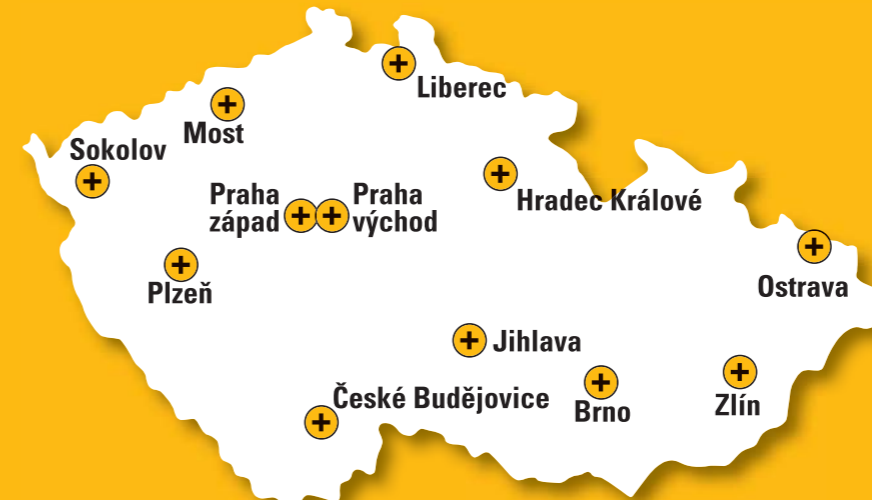 Liberec
Most
Sokolov
Praha
západ
Praha
východ
Hradec Králové
Plzeň
Ostrava
Jihlava
České Budějovice
Brno
Zlín